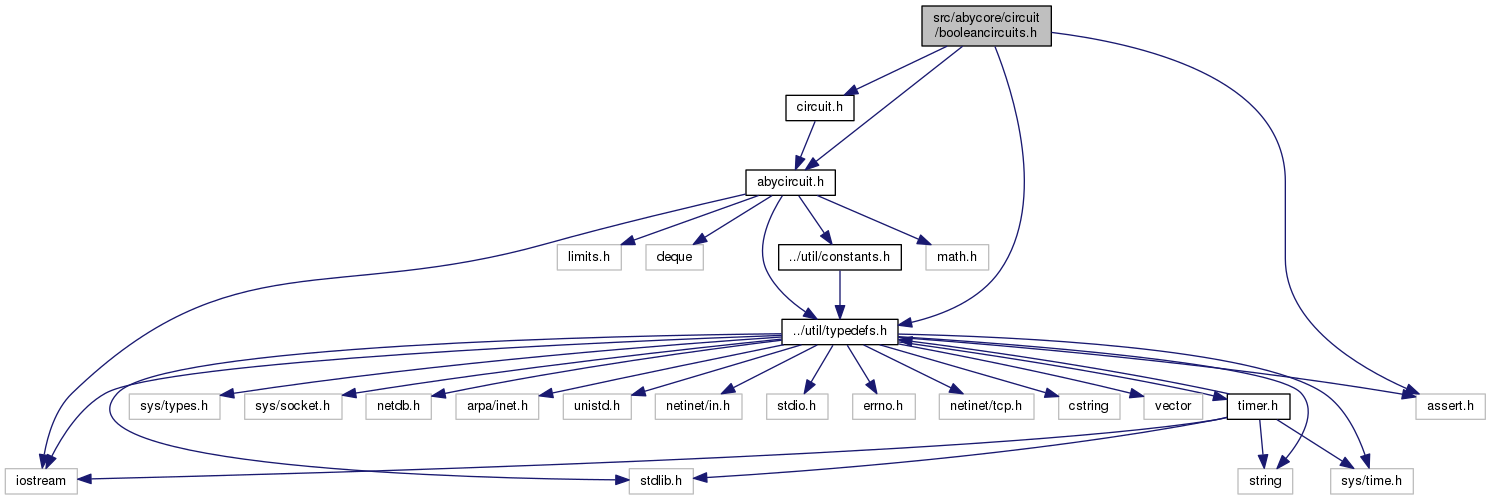 src/abycore/circuit
/booleancircuits.h
circuit.h
abycircuit.h
limits.h
deque
../util/constants.h
math.h
../util/typedefs.h
sys/types.h
sys/socket.h
netdb.h
arpa/inet.h
unistd.h
netinet/in.h
stdio.h
errno.h
netinet/tcp.h
cstring
vector
timer.h
assert.h
iostream
stdlib.h
string
sys/time.h